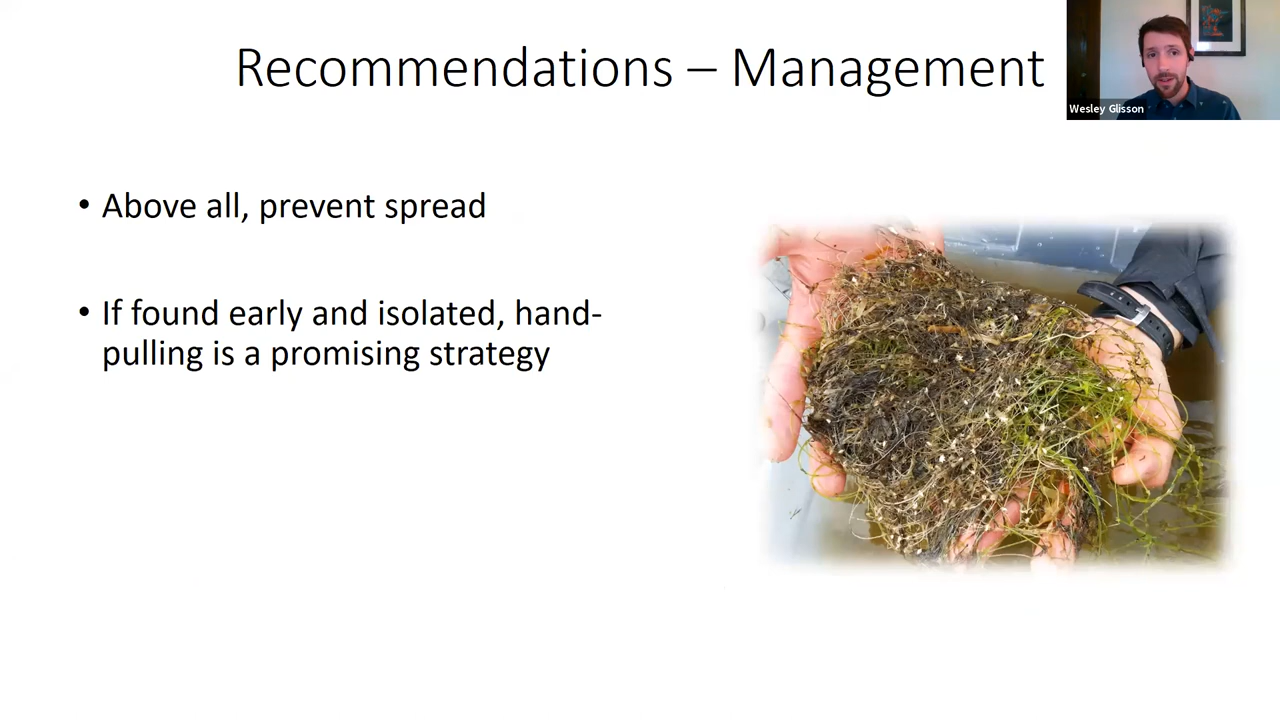 Recommendations – Management
Wesley Glisson
• Above all, prevent spread
• If found early and isolated, hand-
pulling is a promising strategy